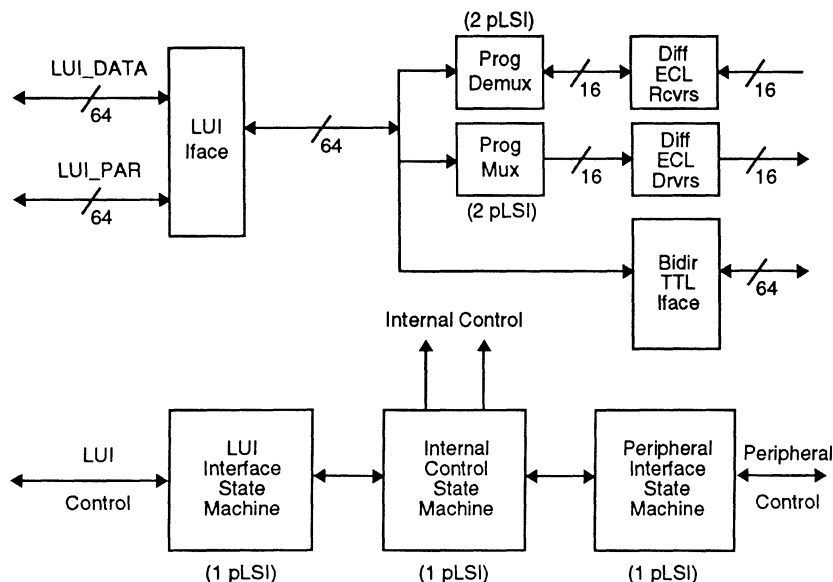 (2 pLSI)
LUI_DATA
64
LUI_PAR
64
LUI
Iface
64
Prog
Demux
16
Diff
ECL
Rcvrs
16
Prog
Mux
(2 pLSI)
16
Diff
ECL
Drvrs
16
Bidir
TTL
Iface
64
Internal Control
LUI
Control
LUI
Interface
State
Machine
(1 pLSI)
Internal
Control
State
Machine
(1 pLSI)
Peripheral
Interface
State
Machine
(1 pLSI)
Peripheral
Control